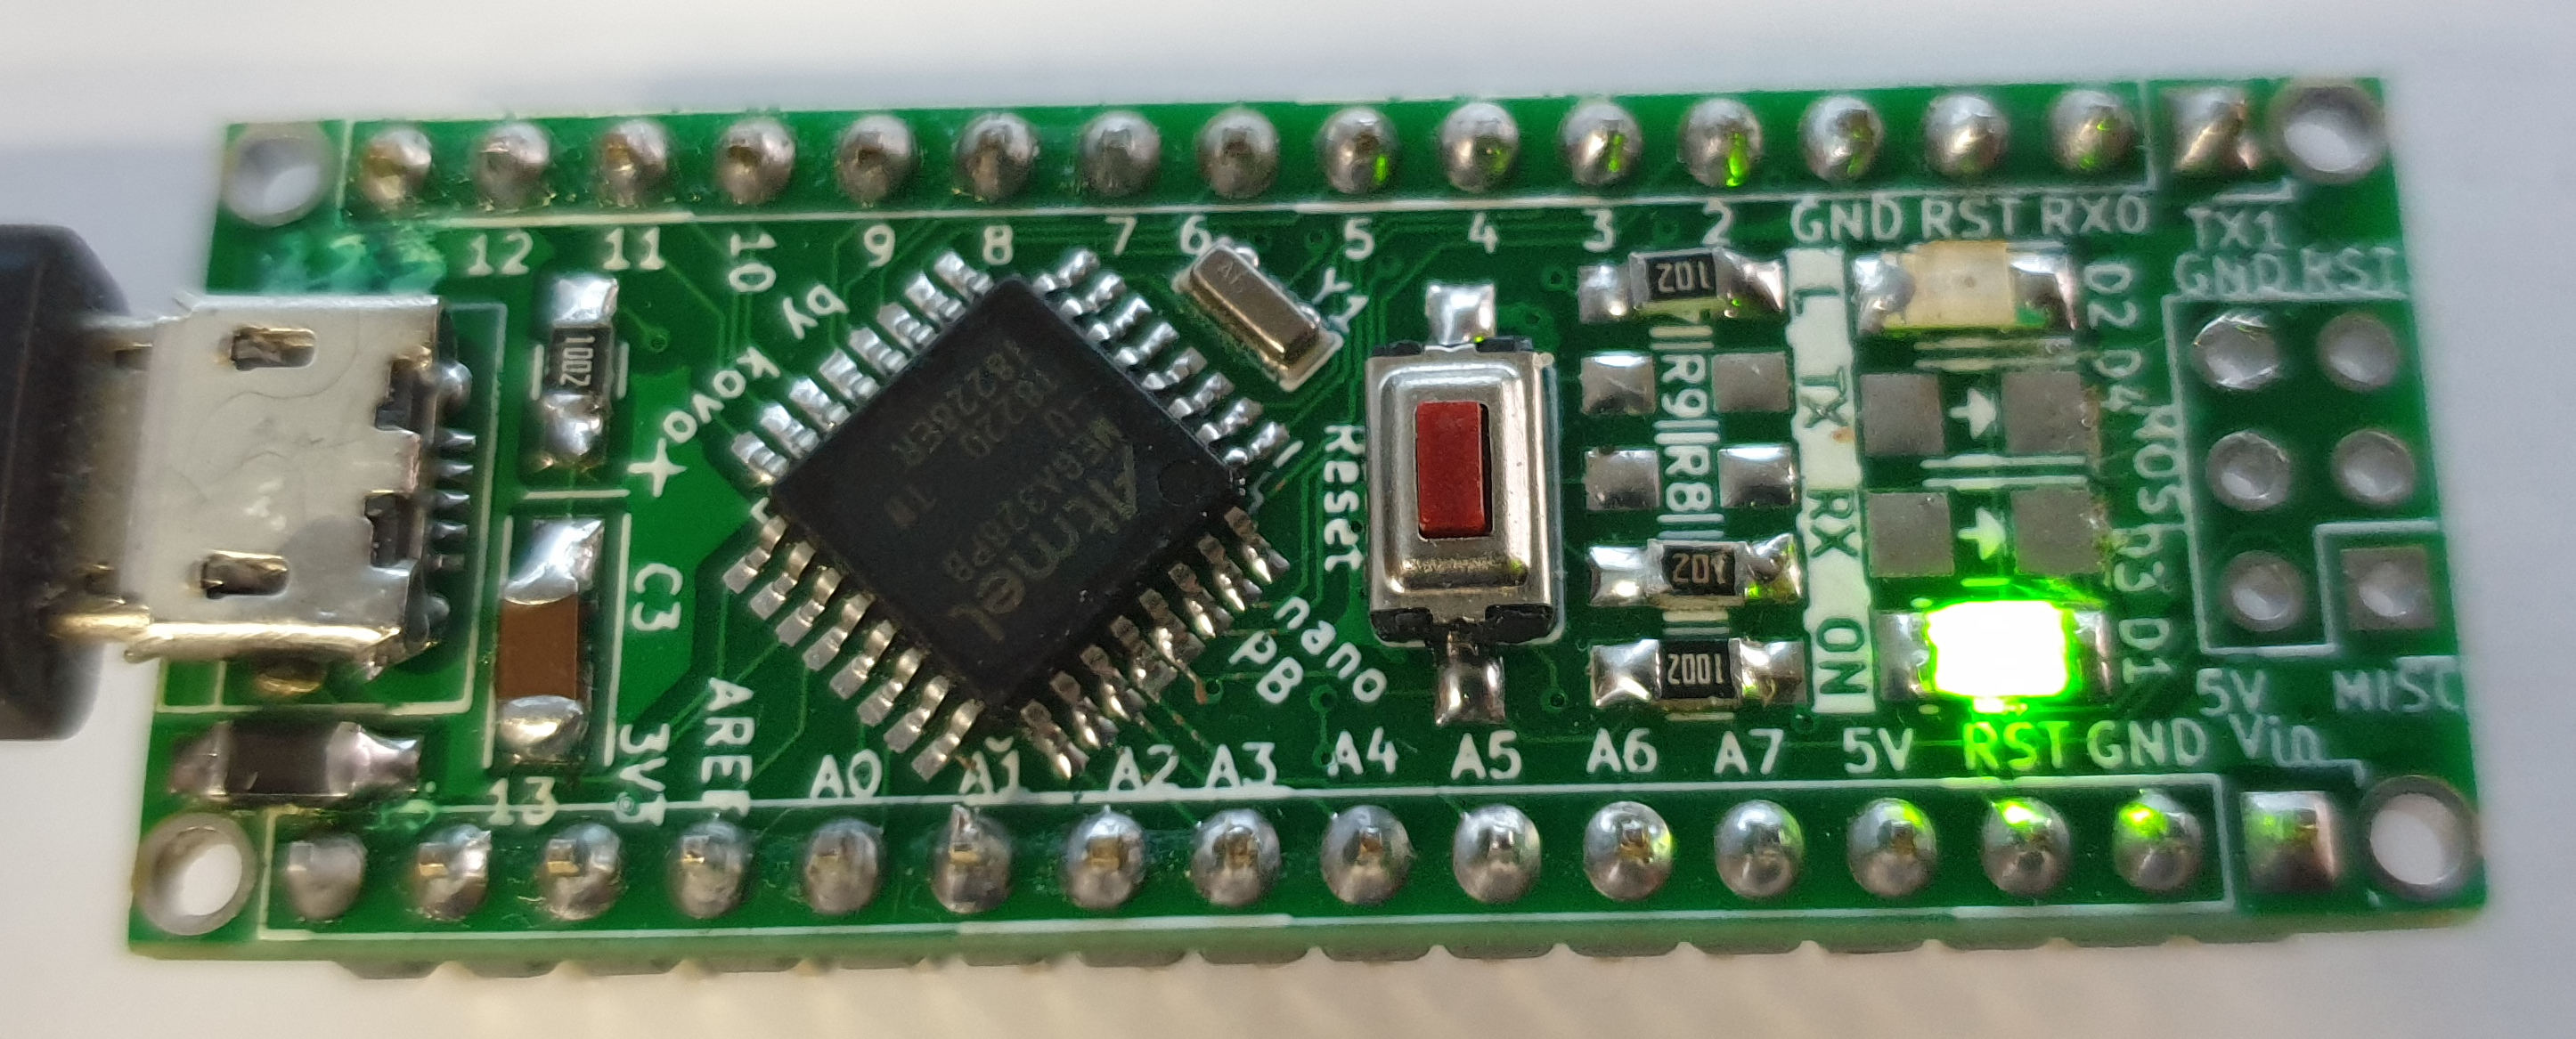 12 11 10 9 8 7 6 5 4 3 2 GND RST RX0 TX1
GND RST
by kovo
+
1002
C3
Y1
Atmel
MEGA328PB
-U
18220
18228ER
nano
PB
Reset
102
R9
R8
102
1002
L
TX
RX
ON
D2
D4
D3
D1
MOSI
5V MISO
13 3V3 AREF A0 A1 A2 A3 A4 A5 A6 A7 5V RST GND Vin